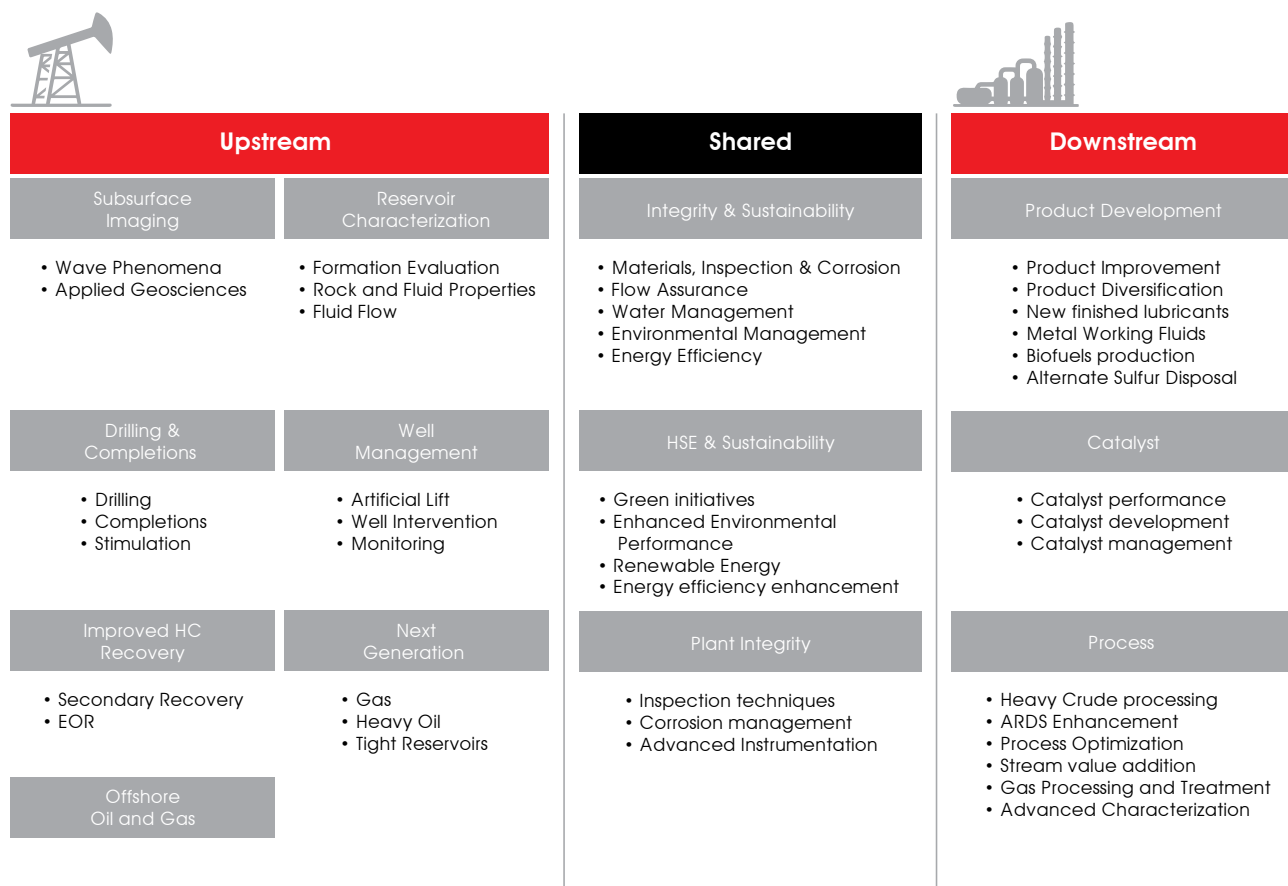 Upstream
Subsurface
Imaging
• Wave Phenomena
• Applied Geosciences
Reservoir
Characterization
• Formation Evaluation
• Rock and Fluid Properties
• Fluid Flow
Drilling &
Completions
• Drilling
• Completions
• Stimulation
Well
Management
• Artificial Lift
• Well Intervention
• Monitoring
Improved HC
Recovery
• Secondary Recovery
• EOR
Next
Generation
• Gas
• Heavy Oil
• Tight Reservoirs
Offshore
Oil and Gas
Shared
Integrity & Sustainability
• Materials, Inspection & Corrosion
• Flow Assurance
• Water Management
• Environmental Management
• Energy Efficiency
HSE & Sustainability
• Green initiatives
• Enhanced Environmental
Performance
• Renewable Energy
• Energy efficiency enhancement
Plant Integrity
• Inspection techniques
• Corrosion management
• Advanced Instrumentation
Downstream
Product Development
• Product Improvement
• Product Diversification
• New finished lubricants
• Metal Working Fluids
• Biofuels production
• Alternate Sulfur Disposal
Catalyst
• Catalyst performance
• Catalyst development
• Catalyst management
Process
• Heavy Crude processing
• ARDS Enhancement
• Process Optimization
• Stream value addition
• Gas Processing and Treatment
• Advanced Characterization